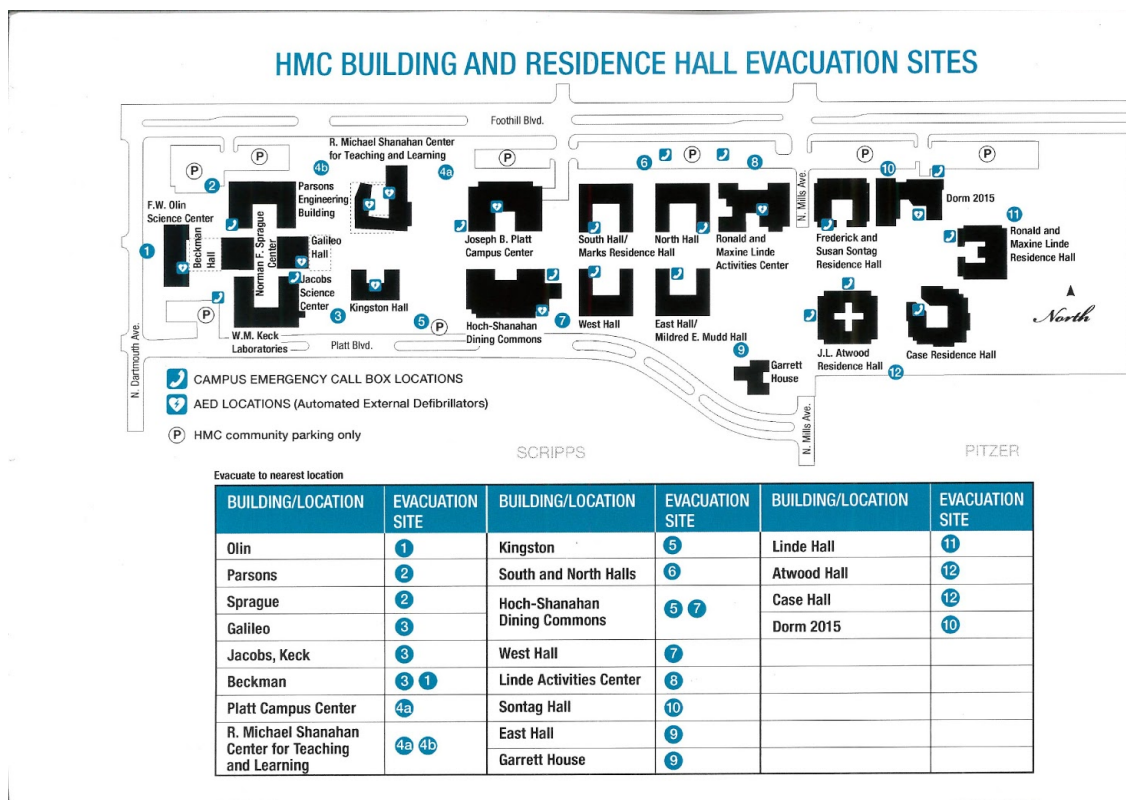 HMC BUILDING AND RESIDENCE HALL EVACUATION SITES
Foothill Blvd.
R. Michael Shanahan Center
for Teaching and Learning
P
P
P
P
P
P
4b
4a
6
8
10
2
F.W. Olin
Science Center
Parsons
Engineering
Building
Dorm 2015
11
Ronald and
Maxine Linde
Residence Hall
N. Mills Ave.
1
Beckman
Hall
Norman F. Sprague
Center
Galileo
Hall
Joseph B. Platt
Campus Center
South Hall/
Marks Residence Hall
North Hall
Ronald and
Maxine Linde
Activities Center
Frederick and
Susan Sontag
Residence Hall
Jacobs
Science
Center
Kingston Hall
North
P
3
5
P
7
W.M. Keck
Laboratories
Platt Blvd.
Hoch-Shanahan
Dining Commons
West Hall
East Hall/
Mildred E. Mudd Hall
9
Garrett
House
J.L. Atwood
Residence Hall
12
Case Residence Hall
N. Dartmouth Ave.
N. Mills Ave.
CAMPUS EMERGENCY CALL BOX LOCATIONS
AED LOCATIONS (Automated External Defibrillators)
P HMC community parking only
SCRIPPS
PITZER
Evacuate to nearest location
BUILDING/LOCATION EVACUATION SITE BUILDING/LOCATION EVACUATION SITE BUILDING/LOCATION EVACUATION SITE
Olin 1 Kingston 5 Linde Hall 11
Parsons 2 South and North Halls 6 Atwood Hall 12
Sprague 2 Hoch-Shanahan Dining Commons 5 7 Case Hall 12
Galileo 3 Dorm 2015 10
Jacobs, Keck 3 West Hall 7
Beckman 3 1 Linde Activities Center 8
Platt Campus Center 4a Sontag Hall 10
R. Michael Shanahan Center for Teaching and Learning 4a 4b East Hall 9
Garrett House 9